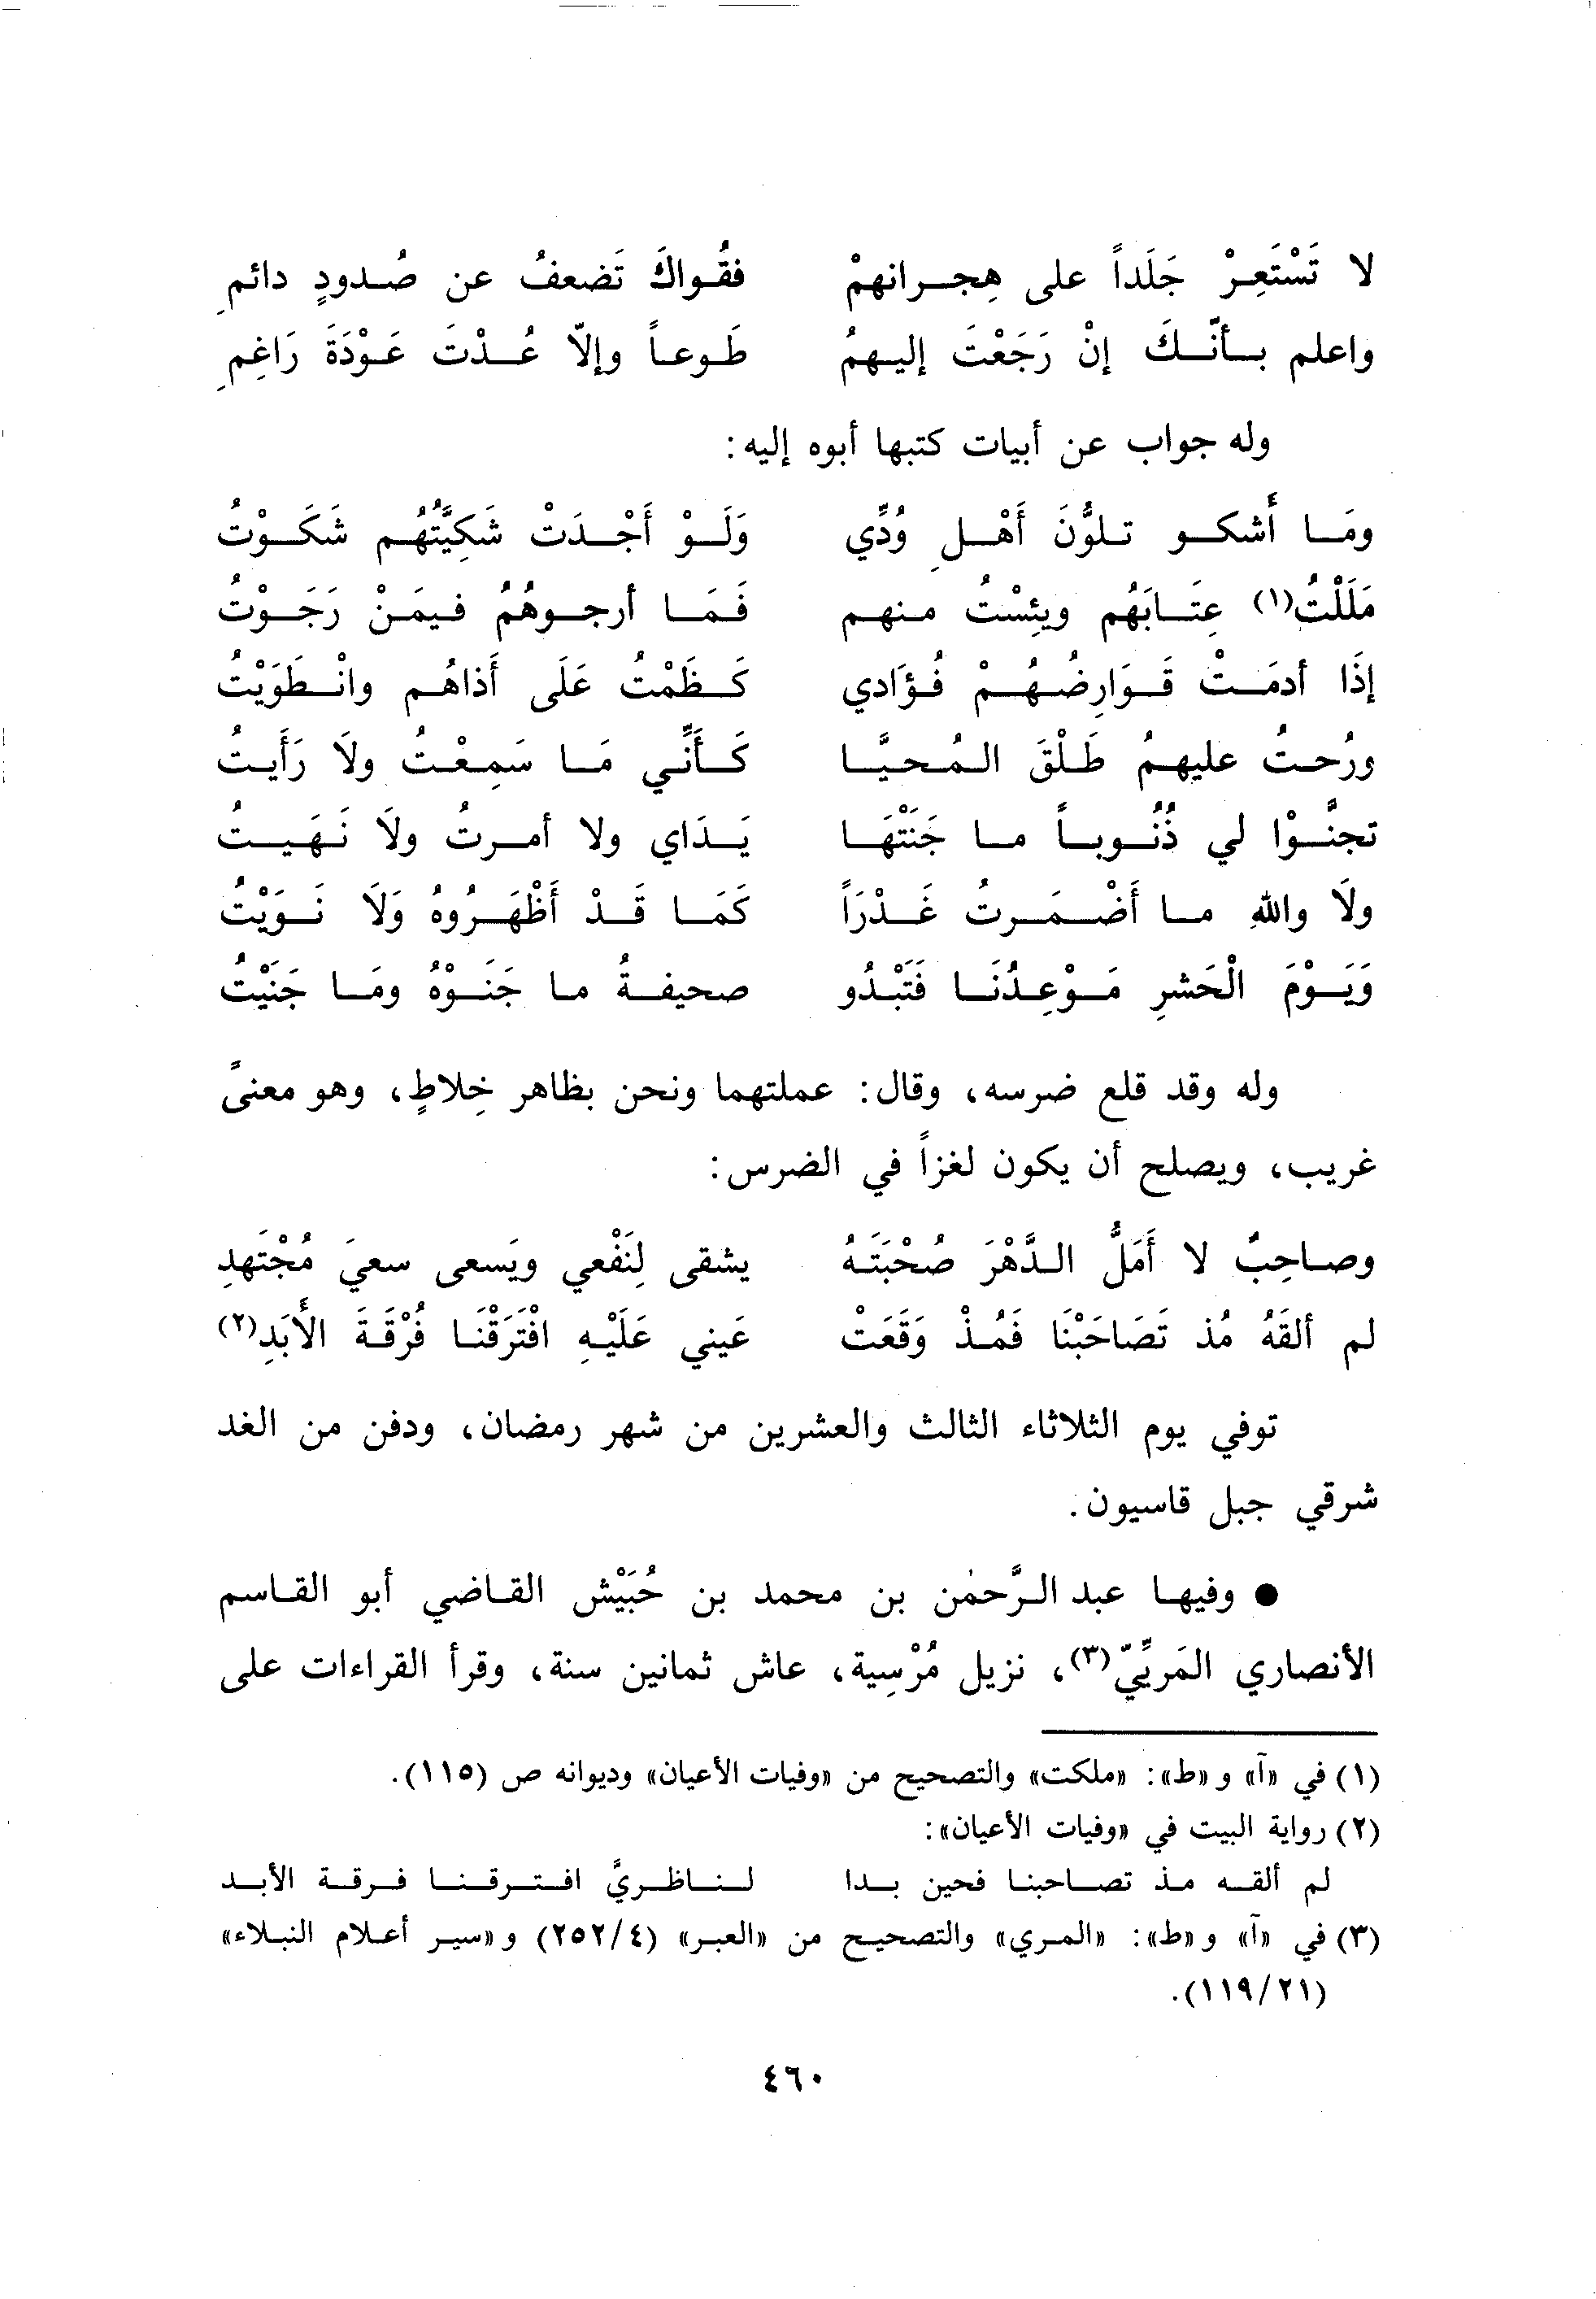 لا تَسْتَعِرْ جَلَداً على هِجرانهمْ فقُواكَ تَضعفُ عن صُدودٍ دائمِ
واعلم بأنَّكَ إنْ رَجَعْتَ إليهمُ طَوعاً وإلاّ عُدْتَ عَوْدَةَ رَاغِمِ
وله جواب عن أبيات كتبها أبوه إليه:
ومَا أَشكو تلوُّنَ أَهْلِ وُدِّي وَلَوْ أَجْدَتْ شَكِيَّتُهُم شَكَوْتُ
مَلَلْتُ(١) عِتَابَهُم ويئِسْتُ منهم فَمَا أرجوهُمُ فيمَنْ رَجَوْتُ
إذَا أدمَتْ قَوَارِضُهُمْ فُؤَادي كَظَمْتُ عَلَى أَذاهُم وانْطَوَيْتُ
ورُحتُ عليهمُ طَلْقَ المُحيَّا كَأَنِّي مَا سَمِعْتُ ولاَ رَأَيتُ
تجنَّوْا لي ذُنُوباً ما جَنَتْهَا يَدَاي ولا أمرتُ ولاَ نَهَيتُ
ولاَ واللهِ ما أَضْمَرتُ غَدْرَاً كَمَا قَدْ أَظْهَرُوهُ وَلاَ نَوَيْتُ
وَيَوْمَ الْحَشرِ مَوْعِدُنَا فَتَبْدُو صحيفةُ ما جَنَوْهُ ومَا جَنَيْتُ
وله وقد قلع ضرسه، وقال: عملتهما ونحن بظاهر خِلاطٍ، وهو معنىً
غريب، ويصلح أن يكون لغزاً في الضرس:
وصاحِبٌ لا أَمَلُّ الدَّهْرَ صُحْبَتَهُ يشقى لِنَفْعي ويَسعى سعيَ مُجْتَهدِ
لم ألقَهُ مُذ تَصَاحَبْنَا فَمُذْ وَقَعَتْ عَيني عَلَيْهِ افْتَرَقْنَا فُرْقَةَ الأَبَدِ(٢)
توفي يوم الثلاثاء الثالث والعشرين من شهر رمضان، ودفن من الغد
شرقي جبل قاسيون.
● وفيها عبد الرَّحمٰن بن محمد بن حُبَيْش القاضي أبو القاسم
الأنصاري المَرِيِّيّ(٣)، نزيل مُرْسِية، عاش ثمانين سنة، وقرأ القراءات على
(١) في «آ» و «ط»: «ملكت» والتصحيح من «وفيات الأعيان» وديوانه ص (١١٥).
(٢) رواية البيت في «وفيات الأعيان»:
لم ألقه مذ تصاحبنا فحين بدا لناظريَّ افترقنا فرقة الأبد
(٣) في «آ» و «ط»: «المري» والتصحيح من «العبر» (٤/٢٥٢) و «سير أعلام النبلاء»
(٢١/١١٩).
٤٦٠